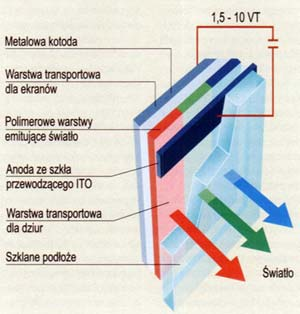 1,5 - 10 VT
Metalowa kotoda
Warstwa transportowa
dla ekranów
Polimerowe warstwy
emitujące światło
Anoda ze szkła
przewodzącego ITO
Warstwa transportowa
dla dziur
Szklane podłoże
Światło